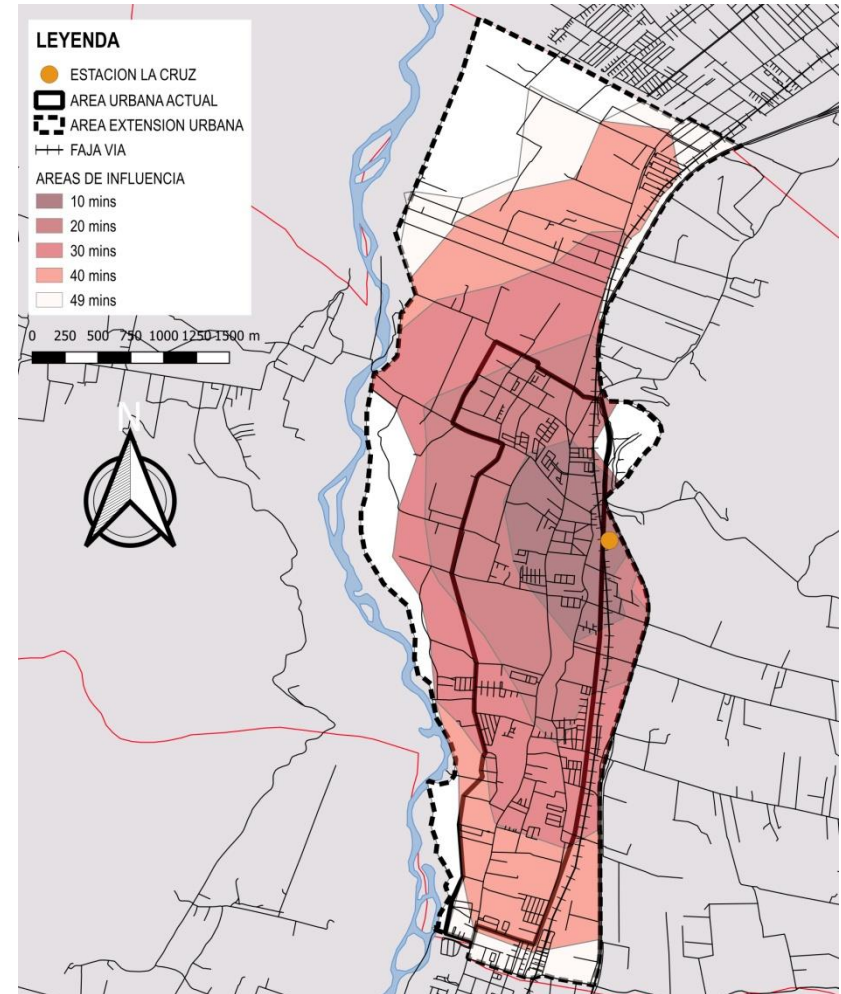 LEYENDA
ESTACION LA CRUZ
AREA URBANA ACTUAL
AREA EXTENSION URBANA
FAJA VIA
AREAS DE INFLUENCIA
10 mins
20 mins
30 mins
40 mins
49 mins
0 250 500 750 1000 1250 1500 m
N